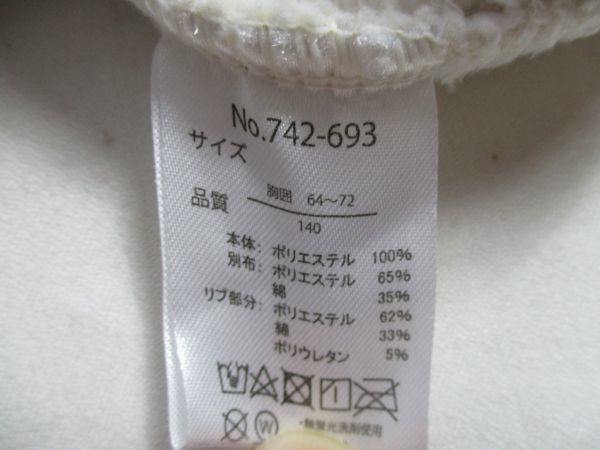 No.742-693
サイズ
胸囲 64〜72
品質
140
本体: ポリエステル 100%
別布: ポリエステル 65%
綿 35%
リブ部分: ポリエステル 62%
綿 33%
ポリウレタン 5%
W
・無蛍光洗剤使用